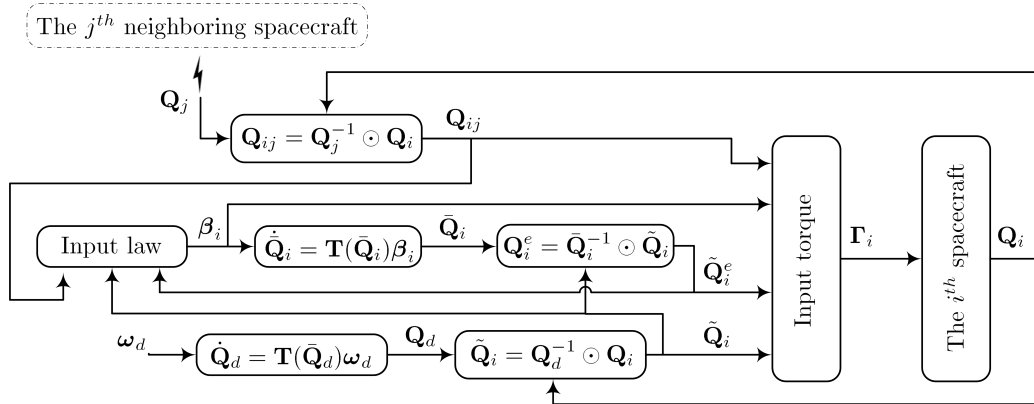 The j^{th} neighboring spacecraft
Q_j
Q_{ij} = Q_j^{-1} ⊙ Q_i
Q_{ij}
Input law
β_i
\dot{\bar{Q}}_i = T(\bar{Q}_i)β_i
\bar{Q}_i
Q_i^e = \bar{Q}_i^{-1} ⊙ \tilde{Q}_i
\tilde{Q}_i^e
ω_d
\dot{Q}_d = T(\bar{Q}_d)ω_d
Q_d
\tilde{Q}_i = Q_d^{-1} ⊙ Q_i
\tilde{Q}_i
Input torque
Γ_i
The i^{th} spacecraft
Q_i